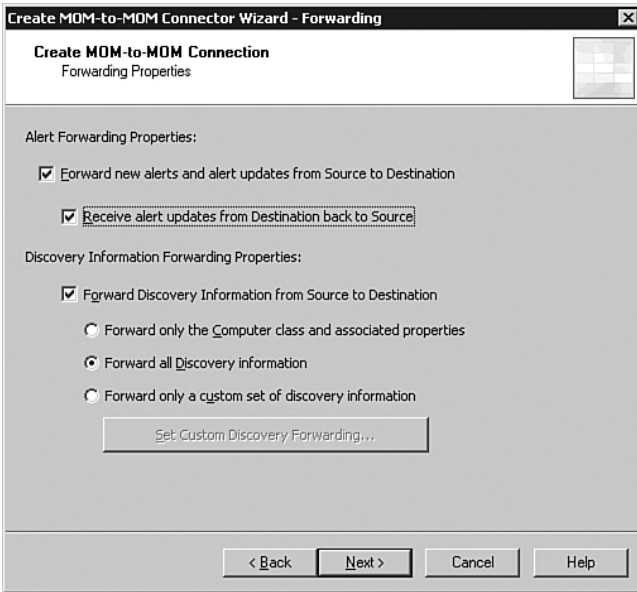 Create MOM-to-MOM Connector Wizard - Forwarding
Create MOM-to-MOM Connection
Forwarding Properties
Alert Forwarding Properties:
Forward new alerts and alert updates from Source to Destination
Receive alert updates from Destination back to Source
Discovery Information Forwarding Properties:
Forward Discovery Information from Source to Destination
Forward only the Computer class and associated properties
Forward all Discovery information
Forward only a custom set of discovery information
Set Custom Discovery Forwarding...
< Back
Next >
Cancel
Help